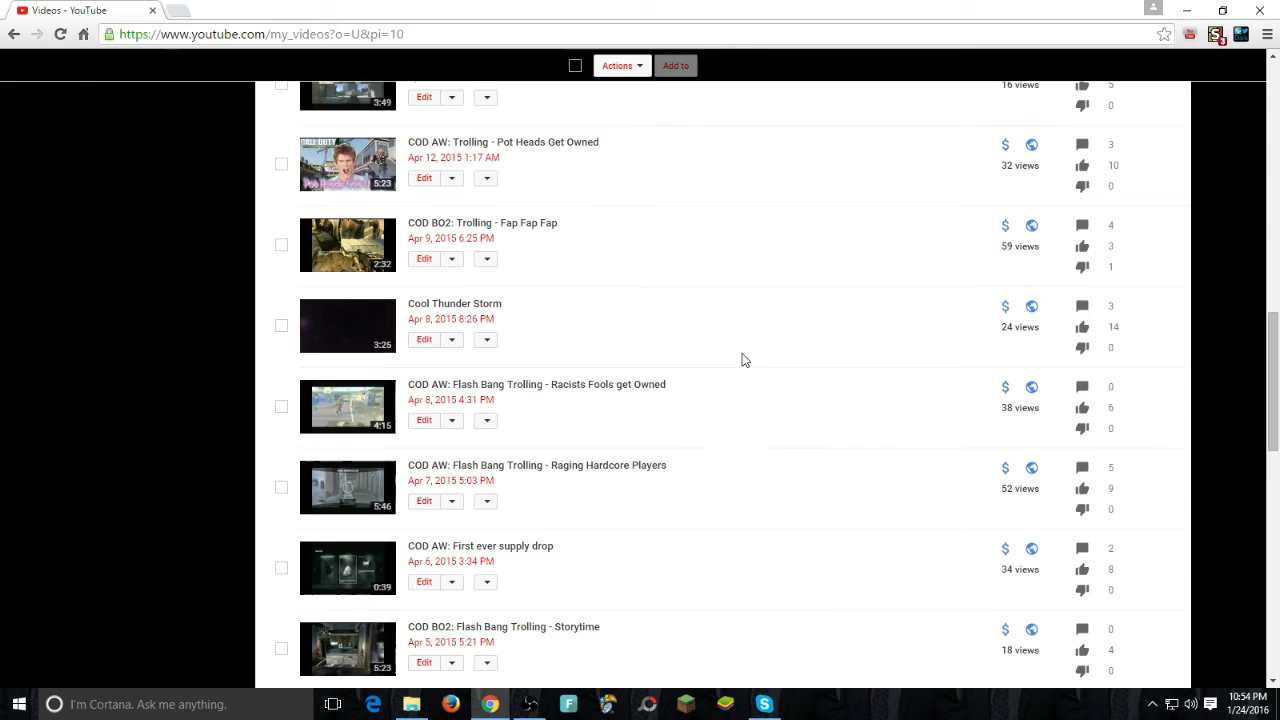 Videos - YouTube
https://www.youtube.com/my_videos?o=U&pi=10
3
Actions
Add to
3:49
Edit
16 views
5
0
COD AW: Trolling - Pot Heads Get Owned
Apr 12, 2015 1:17 AM
Edit
5:23
32 views
3
10
0
COD BO2: Trolling - Fap Fap Fap
Apr 9, 2015 6:25 PM
Edit
2:32
59 views
4
3
1
Cool Thunder Storm
Apr 8, 2015 8:26 PM
Edit
3:25
24 views
3
14
0
COD AW: Flash Bang Trolling - Racists Fools get Owned
Apr 8, 2015 4:31 PM
Edit
4:15
38 views
0
6
0
COD AW: Flash Bang Trolling - Raging Hardcore Players
Apr 7, 2015 5:03 PM
Edit
5:46
52 views
5
9
0
COD AW: First ever supply drop
Apr 6, 2015 3:34 PM
Edit
0:39
34 views
2
8
0
COD BO2: Flash Bang Trolling - Storytime
Apr 5, 2015 5:21 PM
Edit
5:23
18 views
0
4
0
I'm Cortana. Ask me anything.
10:54 PM
1/24/2016